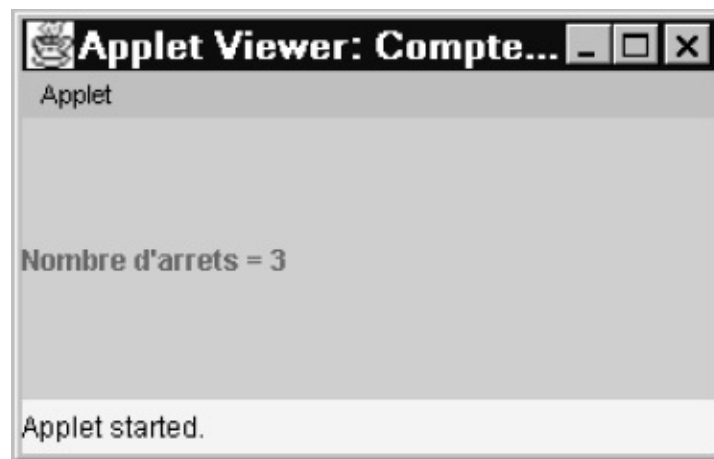 Applet Viewer: Compte...
Applet
Nombre d'arrets = 3
Applet started.